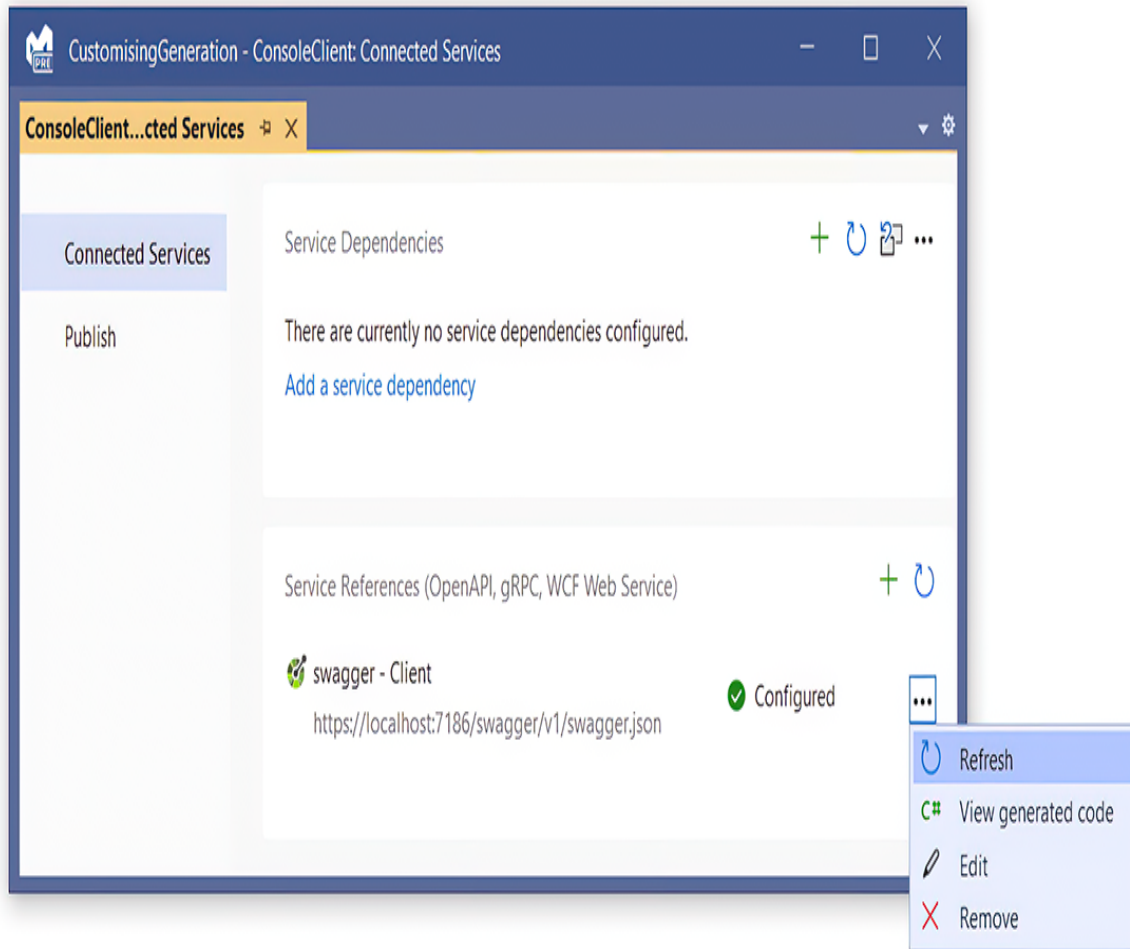 PRE
CustomisingGeneration - ConsoleClient: Connected Services
ConsoleClient...cted Services
Connected Services
Publish
Service Dependencies
There are currently no service dependencies configured.
Add a service dependency
Service References (OpenAPI, gRPC, WCF Web Service)
swagger - Client
Configured
https://localhost:7186/swagger/v1/swagger.json
Refresh
C# View generated code
Edit
Remove